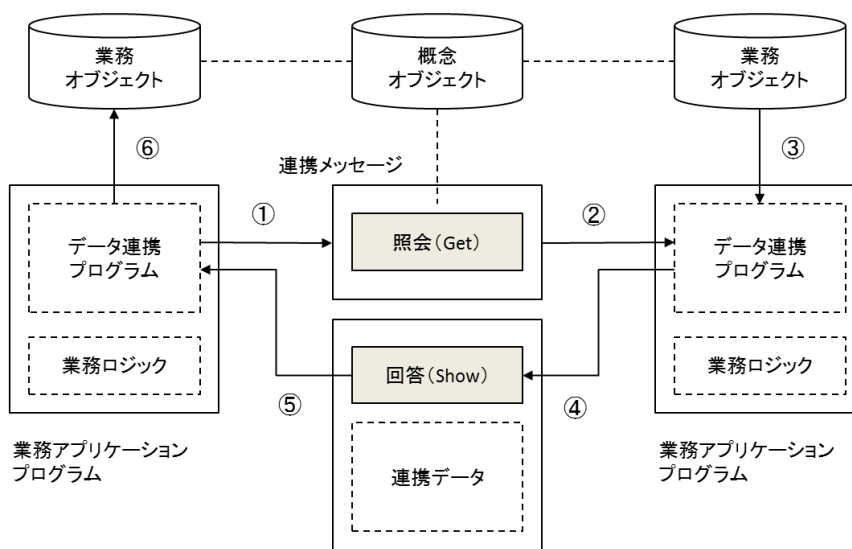 業務
オブジェクト
概念
オブジェクト
業務
オブジェクト
⑥
③
連携メッセージ
①
②
データ連携
プログラム
照会(Get)
データ連携
プログラム
業務ロジック
回答(Show)
業務ロジック
⑤
④
業務アプリケーション
プログラム
連携データ
業務アプリケーション
プログラム